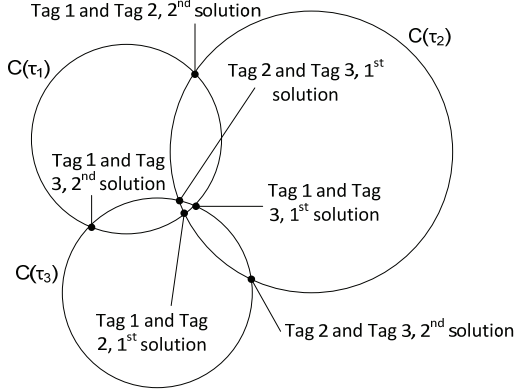 Tag 1 and Tag 2, 2nd solution
C(τ2)
C(τ1)
Tag 2 and Tag 3, 1st
solution
Tag 1 and Tag
3, 2nd solution
Tag 1 and Tag
3, 1st solution
C(τ3)
Tag 1 and Tag
2, 1st solution
Tag 2 and Tag 3, 2nd solution